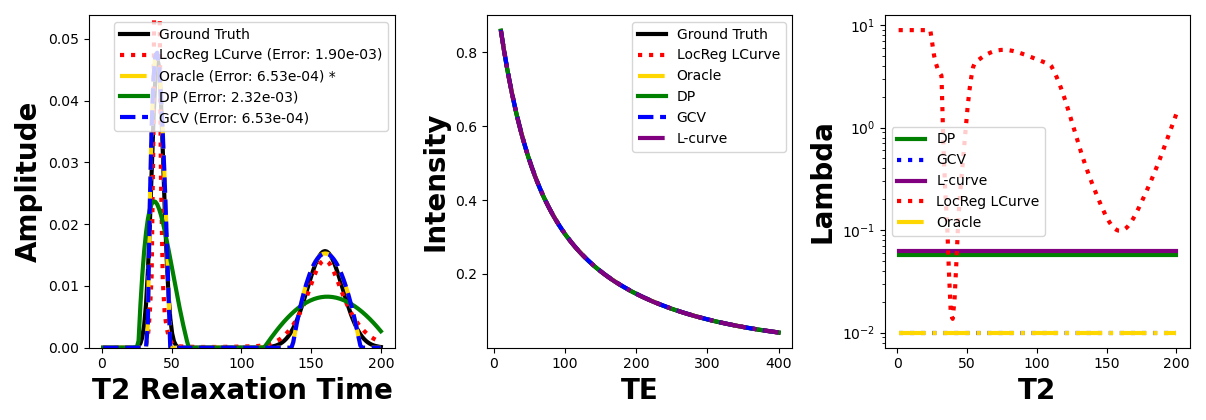 Amplitude
0.00
0.01
0.02
0.03
0.04
0.05
0
50
100
150
200
T2 Relaxation Time
Ground Truth
LocReg LCurve (Error: 1.90e-03)
Oracle (Error: 6.53e-04) *
DP (Error: 2.32e-03)
GCV (Error: 6.53e-04)
Intensity
0.2
0.4
0.6
0.8
0
100
200
300
400
TE
Ground Truth
LocReg LCurve
Oracle
DP
GCV
L-curve
Lambda
10^1
10^0
10^-1
10^-2
0
50
100
150
200
T2
DP
GCV
L-curve
LocReg LCurve
Oracle